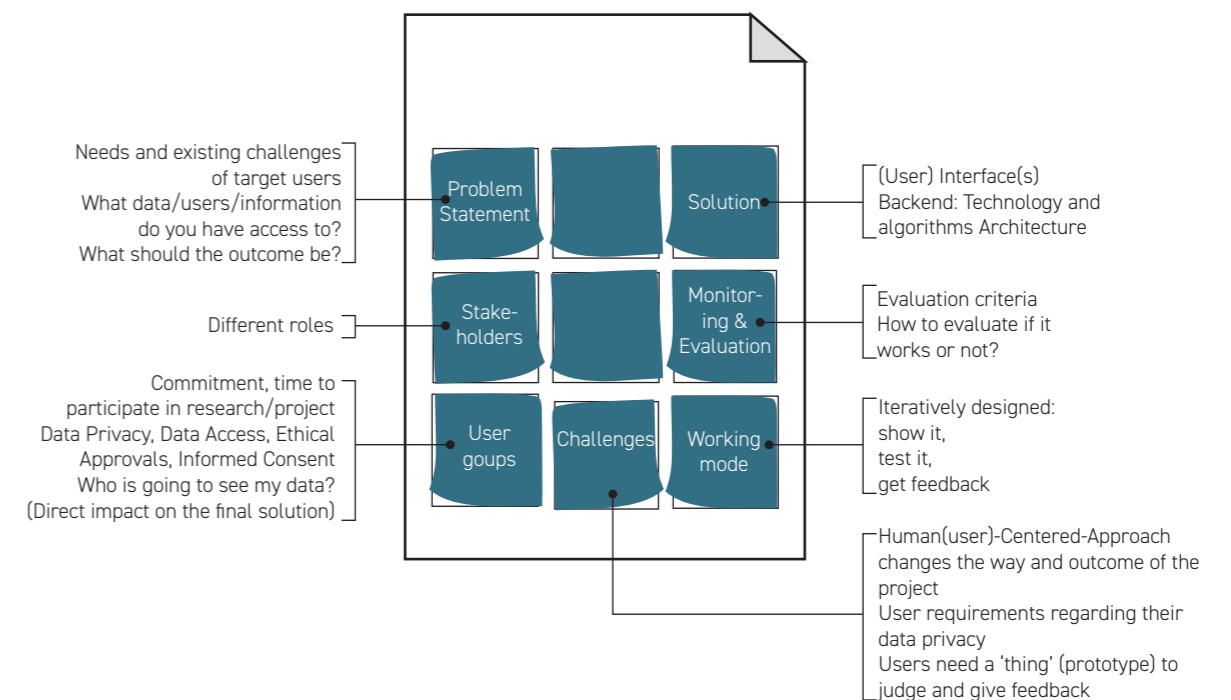 Needs and existing challenges
of target users
What data/users/information
do you have access to?
What should the outcome be?
Different roles
Commitment, time to
participate in research/project
Data Privacy, Data Access, Ethical
Approvals, Informed Consent
Who is going to see my data?
(Direct impact on the final solution)
Problem
Statement
Solution
Stake-
holders
Monitor-
ing &
Evaluation
User
goups
Challenges
Working
mode
(User) Interface(s)
Backend: Technology and
algorithms Architecture
Evaluation criteria
How to evaluate if it
works or not?
Iteratively designed:
show it,
test it,
get feedback
Human(user)-Centered-Approach
changes the way and outcome of the
project
User requirements regarding their
data privacy
Users need a ‘thing’ (prototype) to
judge and give feedback